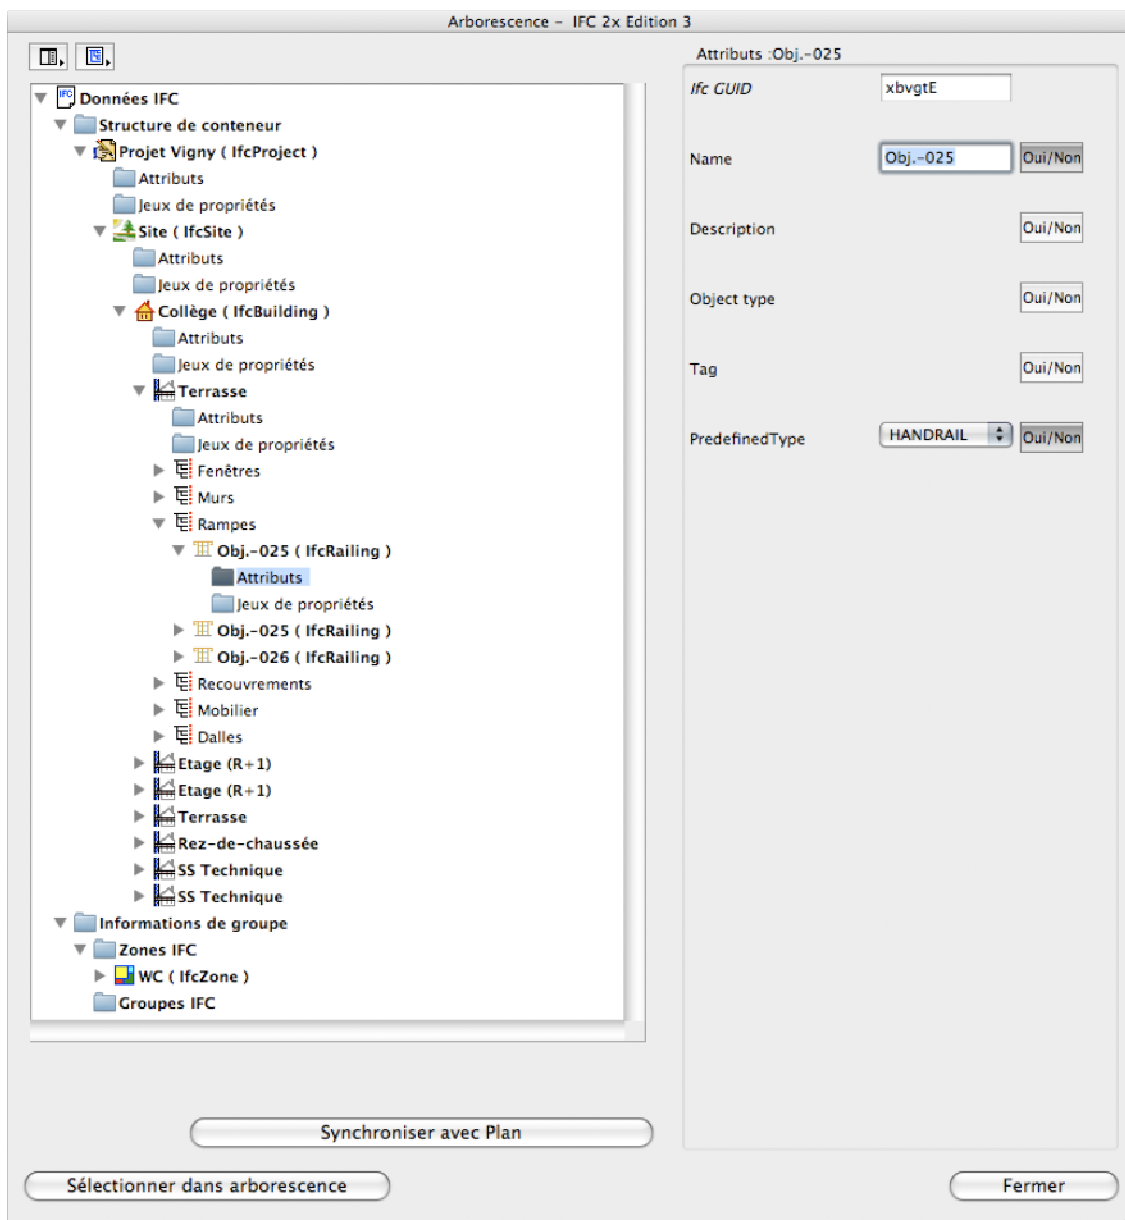 Arborescence – IFC 2x Edition 3
Données IFC
Structure de conteneur
Projet Vigny ( IfcProject )
Attributs
Jeux de propriétés
Site ( IfcSite )
Attributs
Jeux de propriétés
Collège ( IfcBuilding )
Attributs
Jeux de propriétés
Terrasse
Attributs
Jeux de propriétés
Fenêtres
Murs
Rampes
Obj.-025 ( IfcRailing )
Attributs
Jeux de propriétés
Obj.-025 ( IfcRailing )
Obj.-026 ( IfcRailing )
Recouvrements
Mobilier
Dalles
Etage (R+1)
Etage (R+1)
Terrasse
Rez-de-chaussée
SS Technique
SS Technique
Informations de groupe
Zones IFC
WC ( IfcZone )
Groupes IFC
Synchroniser avec Plan
Sélectionner dans arborescence
Attributs :Obj.-025
Ifc GUID xbvgtE
Name Obj.-025 Oui/Non
Description Oui/Non
Object type Oui/Non
Tag Oui/Non
PredefinedType HANDRAIL Oui/Non
Fermer